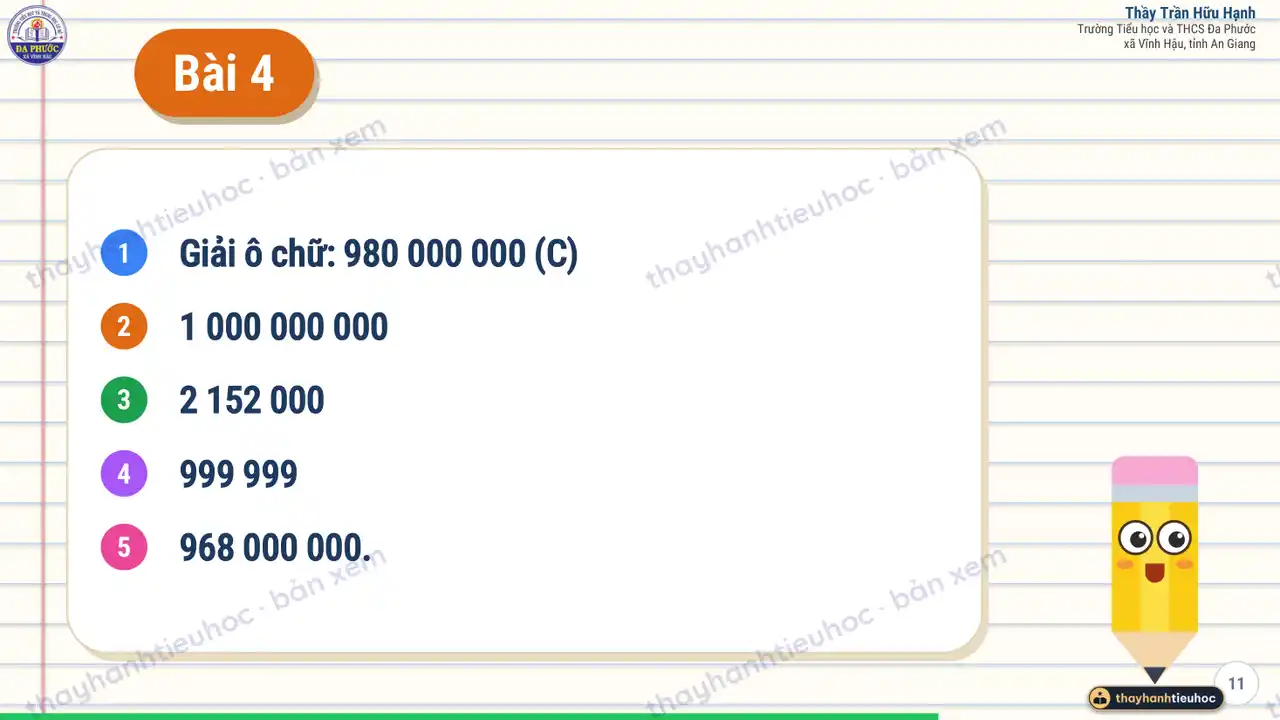 Thầy Trần Hữu Hạnh
Trường Tiểu học và THCS Đa Phước
xã Vĩnh Hậu, tỉnh An Giang
ĐA PHƯỚC
XÃ VĨNH HẬU
Bài 4
1 Giải ô chữ: 980 000 000 (C)
2 1 000 000 000
3 2 152 000
4 999 999
5 968 000 000.
thayhanhtieuhoc · bản xem
thayhanhtieuhoc · bản xem
thayhanhtieuhoc · bản xem
thayhanhtieuhoc · bản xem
thayhanhtieuhoc
11